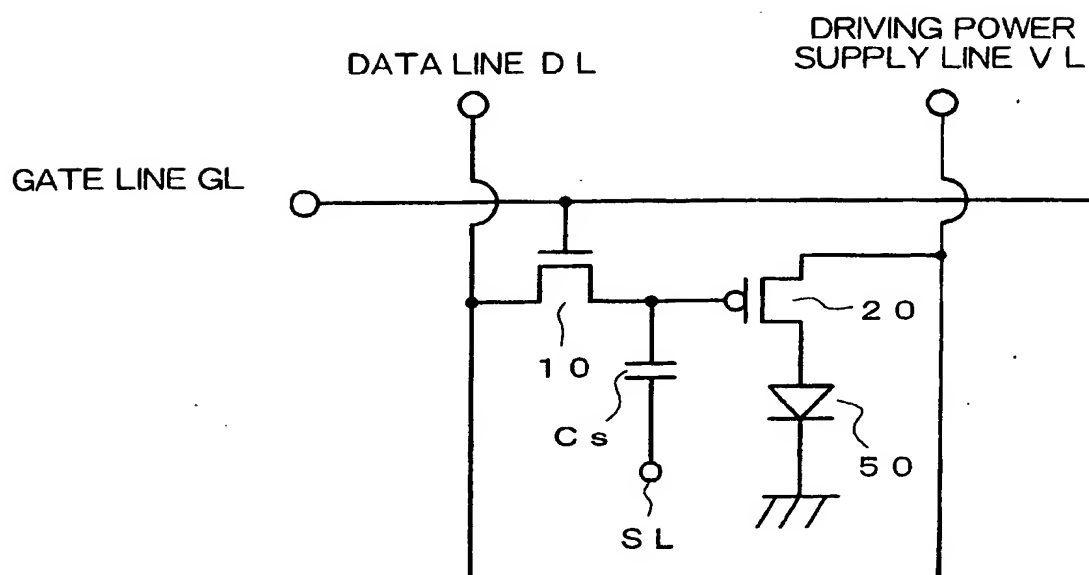 DRIVING POWER
SUPPLY LINE V L
DATA LINE D L
GATE LINE GL
2 0
1 0
C s
5 0
S L